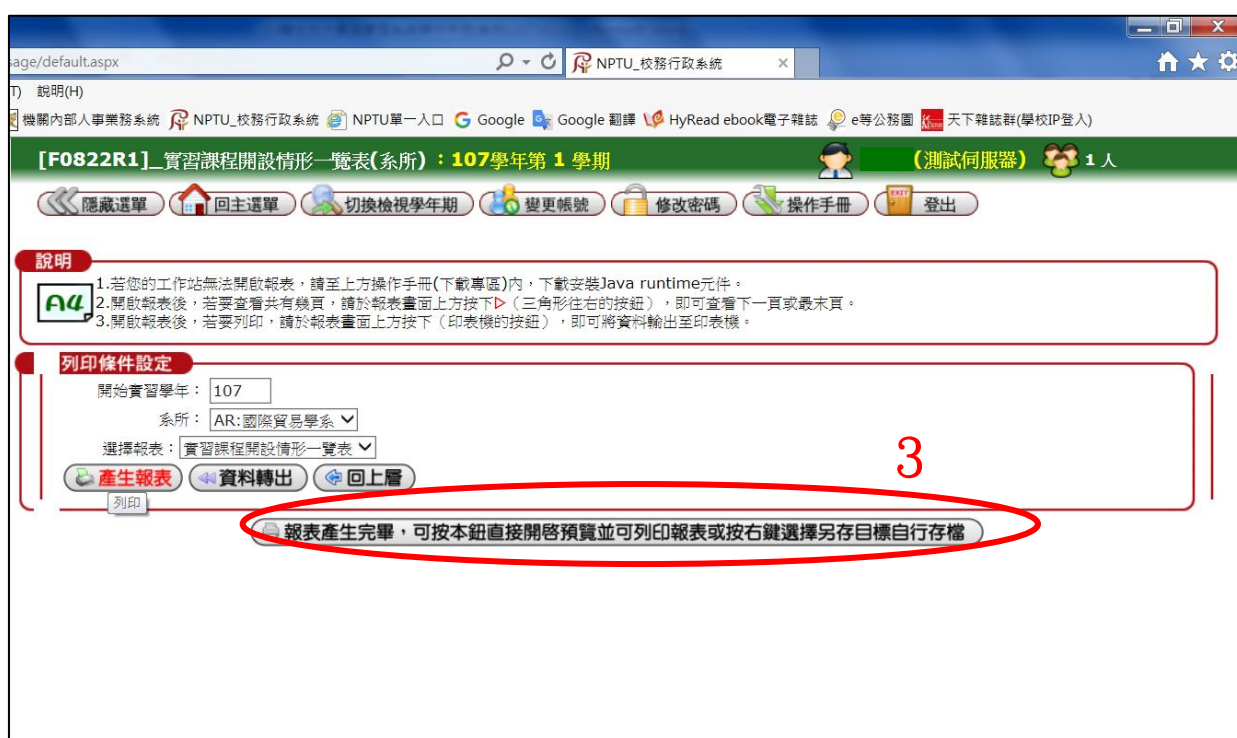 sage/default.aspx
NPTU_校務行政系統
T) 說明(H)
機關內部人事業務系統 NPTU_校務行政系統 NPTU單一入口 Google Google 翻譯 HyRead ebook電子雜誌 e等公務園 天下雜誌群(學校IP登入)
[F0822R1]_實習課程開設情形一覽表(系所)：107學年第 1 學期 (測試伺服器) 1 人
隱藏選單 回主選單 切換檢視學年期 變更帳號 修改密碼 操作手冊 EXIT 登出
說明
A4
1.若您的工作站無法開啟報表，請至上方操作手冊(下載專區)內，下載安裝Java runtime元件。
2.開啟報表後，若要查看共有幾頁，請於報表畫面上方按下▷（三角形往右的按鈕），即可查看下一頁或最末頁。
3.開啟報表後，若要列印，請於報表畫面上方按下（印表機的按鈕），即可將資料輸出至印表機。
列印條件設定
開始實習學年：107
系所：AR:國際貿易學系
選擇報表：實習課程開設情形一覽表
產生報表 資料轉出 回上層
列印
3
報表產生完畢，可按本鈕直接開啓預覽並可列印報表或按右鍵選擇另存目標自行存檔